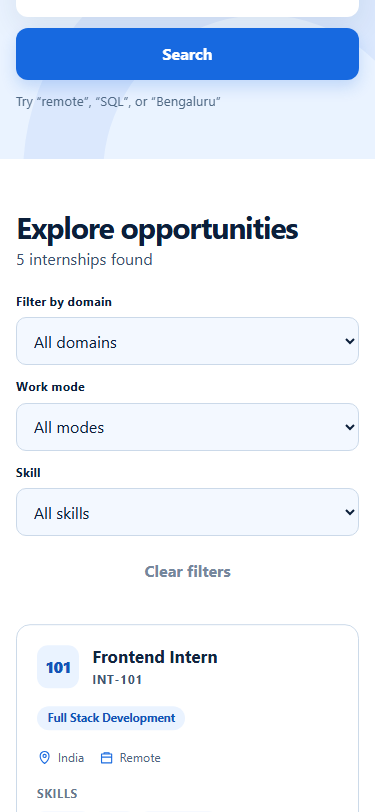 Search
Try “remote”, “SQL”, or “Bengaluru”
Explore opportunities
5 internships found
Filter by domain
All domains
Work mode
All modes
Skill
All skills
Clear filters
101
Frontend Intern
INT-101
Full Stack Development
India Remote
SKILLS